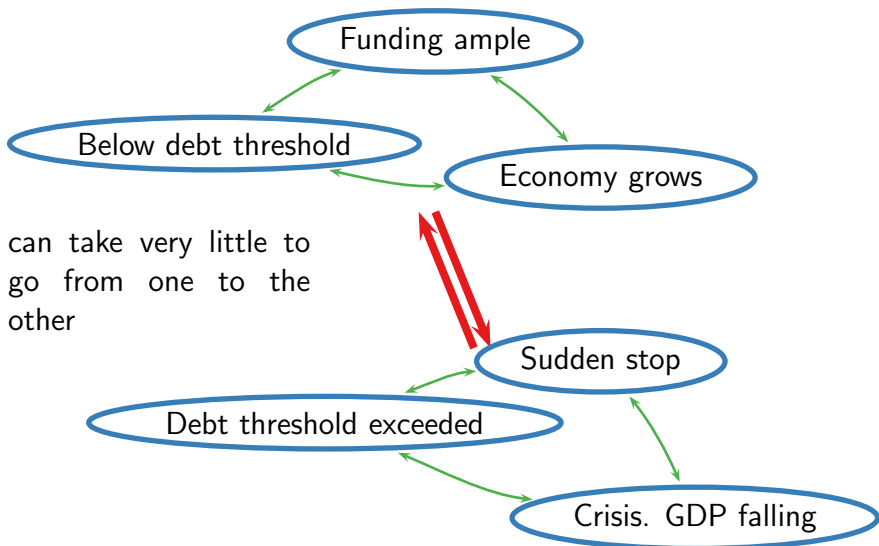 Funding ample
Below debt threshold
Economy grows
can take very little to
go from one to the
other
Sudden stop
Debt threshold exceeded
Crisis. GDP falling